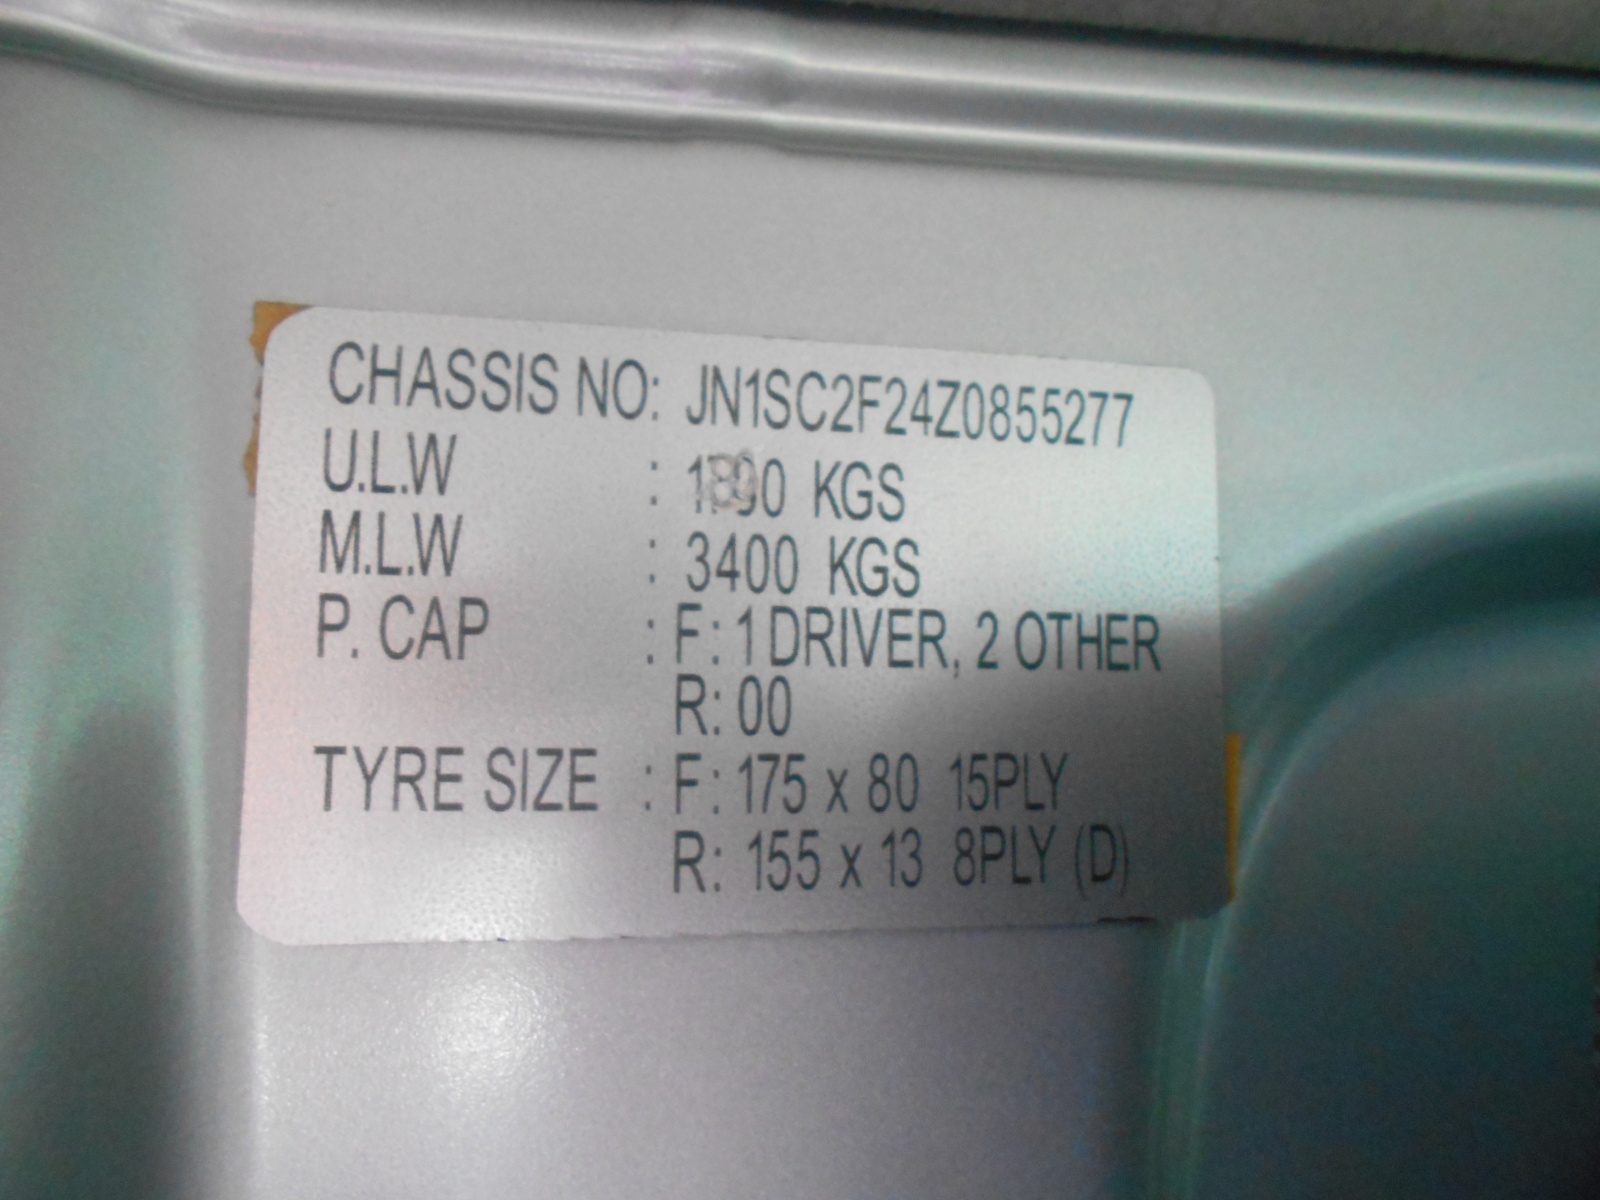 CHASSIS NO: JN1SC2F24Z0855277
U.L.W : KGS
M.L.W : 3400 KGS
P. CAP : F: 1 DRIVER, 2 OTHER
R: 00
TYRE SIZE : F: 175 x 80 15PLY
R: 155 x 13 8PLY (D)